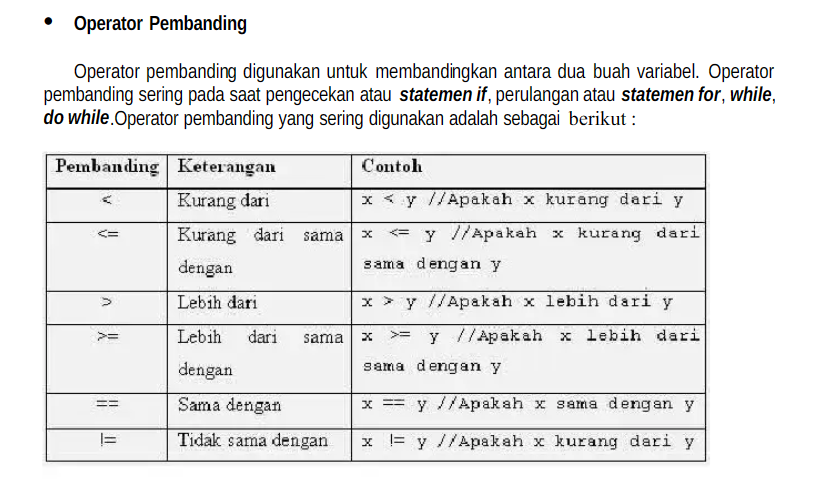 • Operator Pembanding
Operator pembanding digunakan untuk membandingkan antara dua buah variabel. Operator
pembanding sering pada saat pengecekan atau statemen if, perulangan atau statemen for, while,
do while.Operator pembanding yang sering digunakan adalah sebagai berikut :
Pembanding Keterangan Contoh
< Kurang dari x < y //Apakah x kurang dari y
<= Kurang dari sama x <= y //Apakah x kurang dari
dengan sama dengan y
> Lebih dari x > y //Apakah x lebih dari y
>= Lebih dari sama x >= y //Apakah x lebih dari
dengan sama dengan y
== Sama dengan x == y //Apakah x sama dengan y
!= Tidak sama dengan x != y //Apakah x kurang dari y